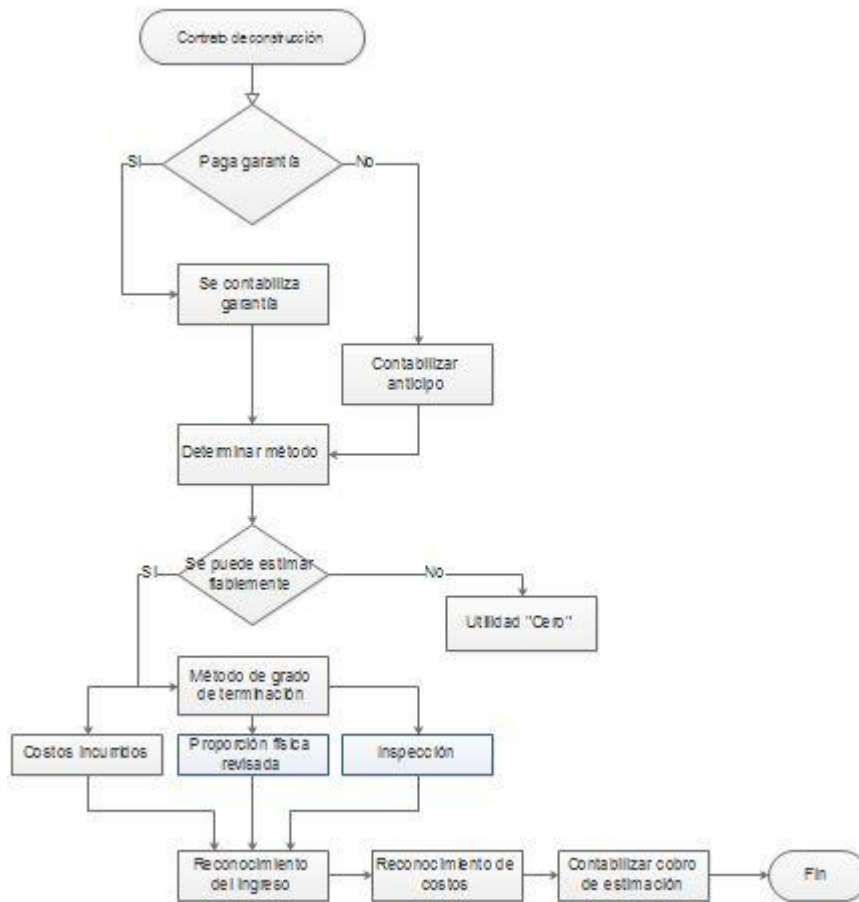 Contrato de construcción
Paga garantía
Si
No
Se contabiliza
garantía
Contabilizar
anticipo
Determinar método
Se puede estimar
fiablemente
Si
No
Utilidad "Cero"
Método de grado
de terminación
Costos incurridos
Proporción física
revisada
Inspección
Reconocimiento
del ingreso
Reconocimiento de
costos
Contabilizar cobro
de estimación
Fin